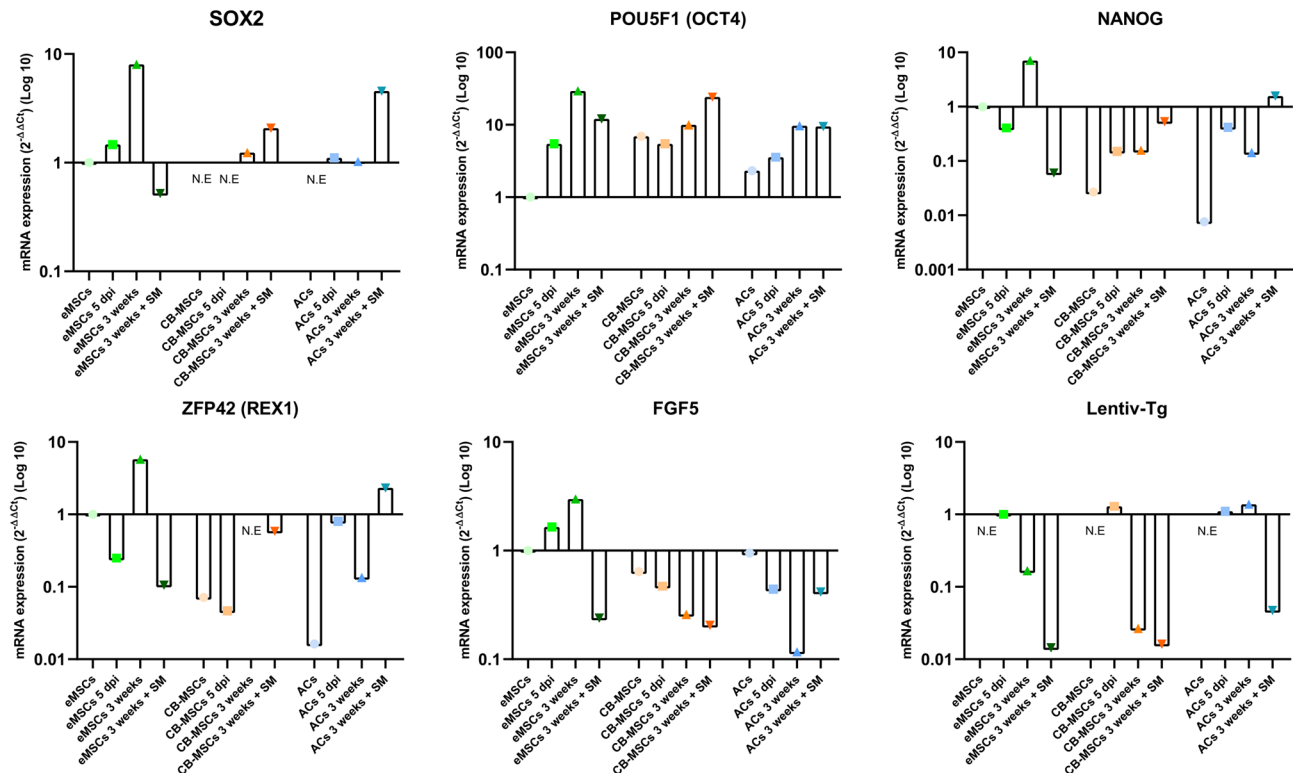 SOX2
mRNA expression (2^-ΔΔCt) (Log 10)
10
1
0.1
N.E
N.E
N.E
eMSCs
eMSCs 5 dpi
eMSCs 3 weeks
eMSCs 3 weeks + SM
CB-MSCs
CB-MSCs 5 dpi
CB-MSCs 3 weeks
CB-MSCs 3 weeks + SM
ACs
ACs 5 dpi
ACs 3 weeks
ACs 3 weeks + SM
POU5F1 (OCT4)
mRNA expression (2^-ΔΔCt) (Log 10)
100
10
1
0.1
eMSCs
eMSCs 5 dpi
eMSCs 3 weeks
eMSCs 3 weeks + SM
CB-MSCs
CB-MSCs 5 dpi
CB-MSCs 3 weeks
CB-MSCs 3 weeks + SM
ACs
ACs 5 dpi
ACs 3 weeks
ACs 3 weeks + SM
NANOG
mRNA expression (2^-ΔΔCt) (Log 10)
10
1
0.1
0.01
0.001
eMSCs
eMSCs 5 dpi
eMSCs 3 weeks
eMSCs 3 weeks + SM
CB-MSCs
CB-MSCs 5 dpi
CB-MSCs 3 weeks
CB-MSCs 3 weeks + SM
ACs
ACs 5 dpi
ACs 3 weeks
ACs 3 weeks + SM
ZFP42 (REX1)
mRNA expression (2^-ΔΔCt) (Log 10)
10
1
0.1
0.01
N.E
eMSCs
eMSCs 5 dpi
eMSCs 3 weeks
eMSCs 3 weeks + SM
CB-MSCs
CB-MSCs 5 dpi
CB-MSCs 3 weeks
CB-MSCs 3 weeks + SM
ACs
ACs 5 dpi
ACs 3 weeks
ACs 3 weeks + SM
FGF5
mRNA expression (2^-ΔΔCt) (Log 10)
10
1
0.1
eMSCs
eMSCs 5 dpi
eMSCs 3 weeks
eMSCs 3 weeks + SM
CB-MSCs
CB-MSCs 5 dpi
CB-MSCs 3 weeks
CB-MSCs 3 weeks + SM
ACs
ACs 5 dpi
ACs 3 weeks
ACs 3 weeks + SM
Lentiv-Tg
mRNA expression (2^-ΔΔCt) (Log 10)
10
1
0.1
0.01
N.E
N.E
N.E
eMSCs
eMSCs 5 dpi
eMSCs 3 weeks
eMSCs 3 weeks + SM
CB-MSCs
CB-MSCs 5 dpi
CB-MSCs 3 weeks
CB-MSCs 3 weeks + SM
ACs
ACs 5 dpi
ACs 3 weeks
ACs 3 weeks + SM